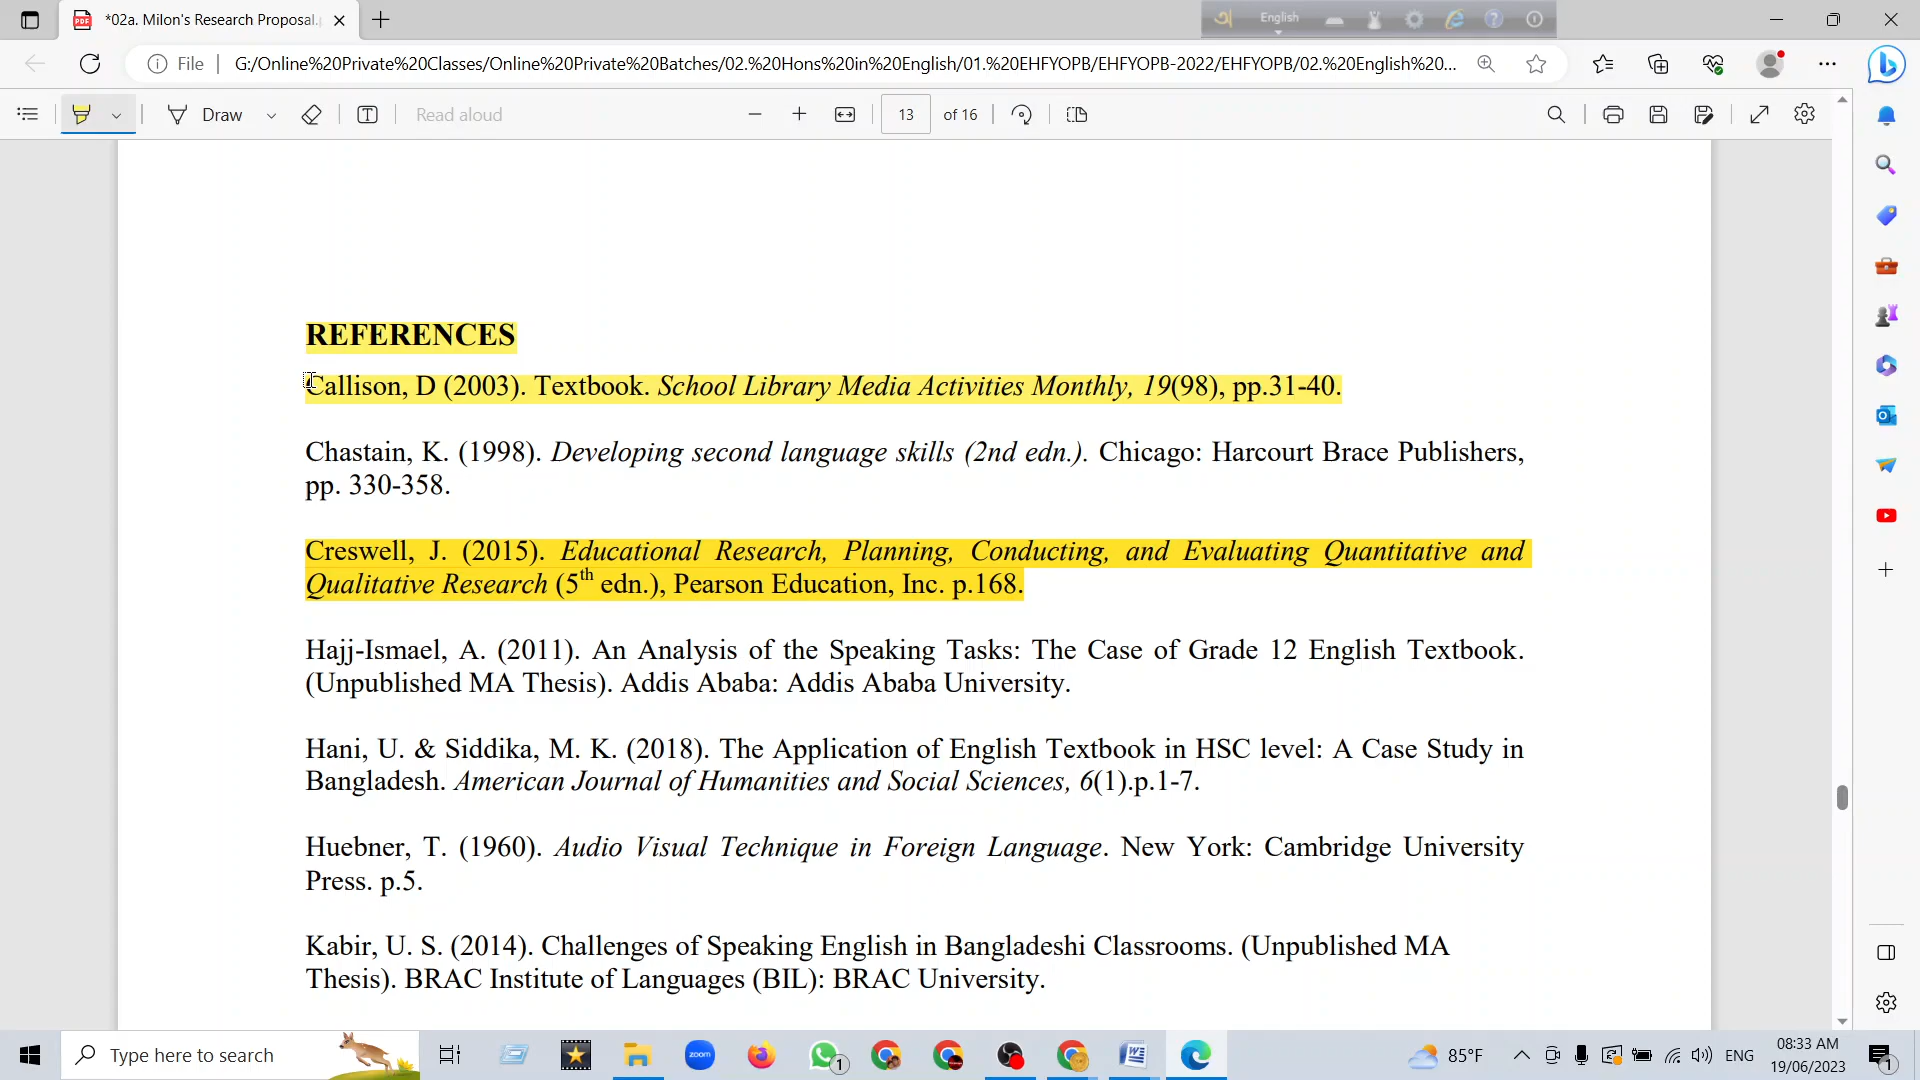 *02a. Milon's Research Proposal.
English
File
G:/Online%20Private%20Classes/Online%20Private%20Batches/02.%20Hons%20in%20English/01.%20EHFYOPB/EHFYOPB-2022/EHFYOPB/02.%20English%20...
Draw
Read aloud
13 of 16
REFERENCES
Callison, D (2003). Textbook. School Library Media Activities Monthly, 19(98), pp.31-40.
Chastain, K. (1998). Developing second language skills (2nd edn.). Chicago: Harcourt Brace Publishers,
pp. 330-358.
Creswell, J. (2015). Educational Research, Planning, Conducting, and Evaluating Quantitative and
Qualitative Research (5th edn.), Pearson Education, Inc. p.168.
Hajj-Ismael, A. (2011). An Analysis of the Speaking Tasks: The Case of Grade 12 English Textbook.
(Unpublished MA Thesis). Addis Ababa: Addis Ababa University.
Hani, U. & Siddika, M. K. (2018). The Application of English Textbook in HSC level: A Case Study in
Bangladesh. American Journal of Humanities and Social Sciences, 6(1).p.1-7.
Huebner, T. (1960). Audio Visual Technique in Foreign Language. New York: Cambridge University
Press. p.5.
Kabir, U. S. (2014). Challenges of Speaking English in Bangladeshi Classrooms. (Unpublished MA
Thesis). BRAC Institute of Languages (BIL): BRAC University.
Type here to search
zoom
1
85°F
ENG
08:33 AM
19/06/2023
1